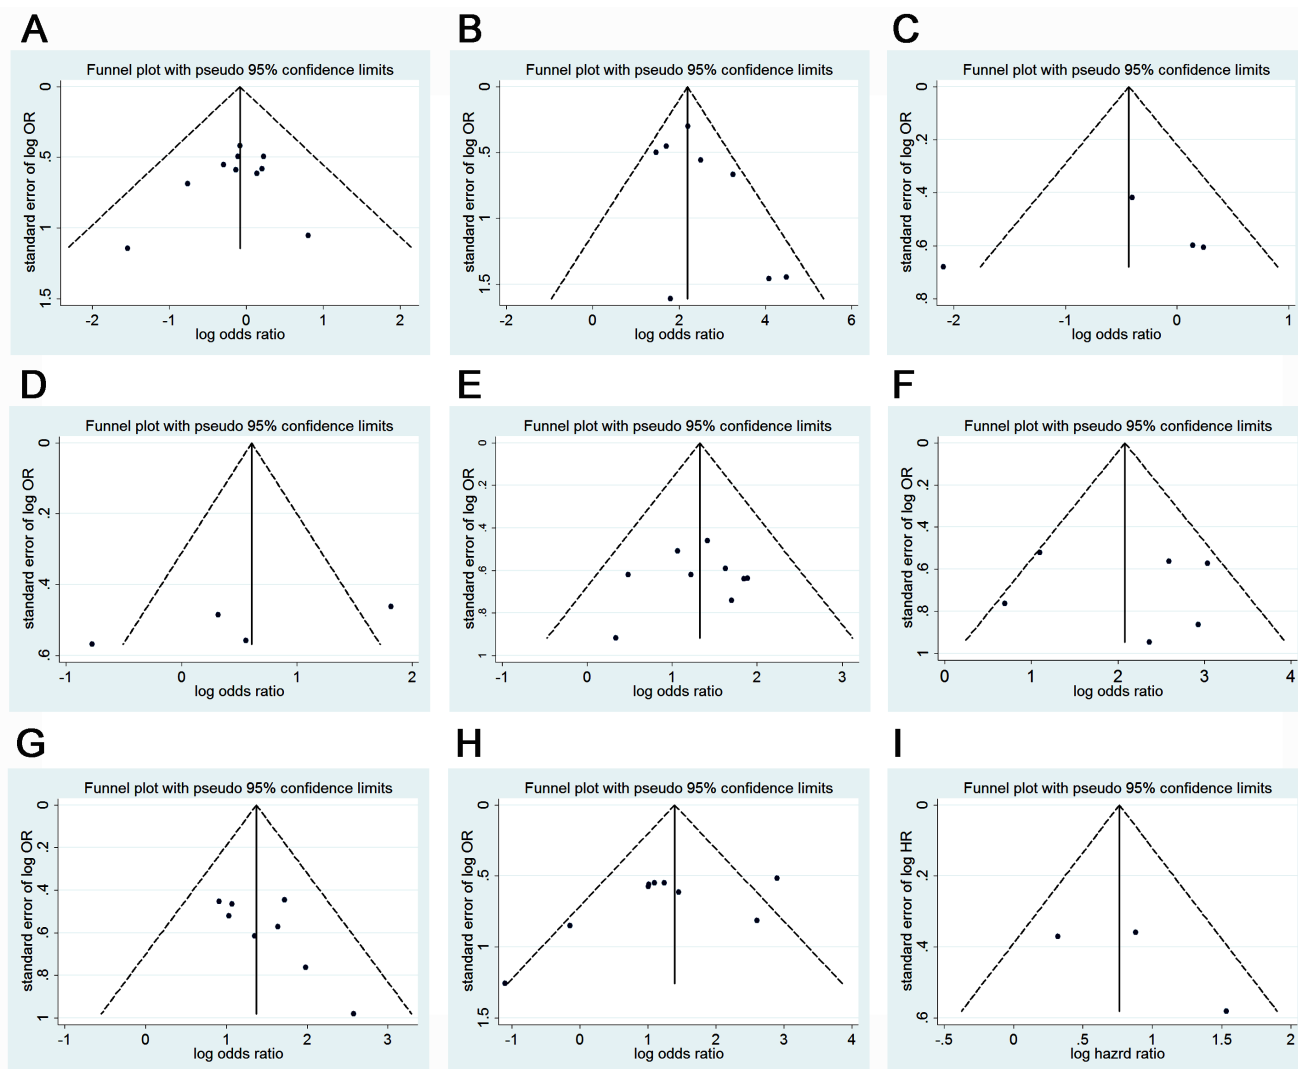 A
Funnel plot with pseudo 95% confidence limits
standard error of log OR
0
.5
1
1.5
-2 -1 0 1 2
log odds ratio
B
Funnel plot with pseudo 95% confidence limits
standard error of log OR
0
.5
1
1.5
-2 0 2 4 6
log odds ratio
C
Funnel plot with pseudo 95% confidence limits
standard error of log OR
0
.2
.4
.6
.8
-2 -1 0 1
log odds ratio
D
Funnel plot with pseudo 95% confidence limits
standard error of log OR
0
.2
.4
.6
-1 0 1 2
log odds ratio
E
Funnel plot with pseudo 95% confidence limits
standard error of log OR
0
.2
.4
.6
.8
1
-1 0 1 2 3
log odds ratio
F
Funnel plot with pseudo 95% confidence limits
standard error of log OR
0
.2
.4
.6
.8
1
0 1 2 3 4
log odds ratio
G
Funnel plot with pseudo 95% confidence limits
standard error of log OR
0
.2
.4
.6
.8
1
-1 0 1 2 3
log odds ratio
H
Funnel plot with pseudo 95% confidence limits
standard error of log OR
0
.5
1
1.5
-1 0 1 2 3 4
log odds ratio
I
Funnel plot with pseudo 95% confidence limits
standard error of log HR
0
.2
.4
.6
-.5 0 .5 1 1.5 2
log hazrd ratio